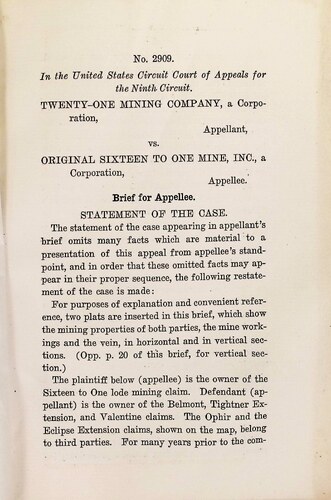 No. 2909.
In the United States Circuit Court of Appeals for
the Ninth Circuit.
TWENTY-ONE MINING COMPANY, a Corpo-
ration,
Appellant,
vs.
ORIGINAL SIXTEEN TO ONE MINE, INC., a
Corporation,
Appellee.
Brief for Appellee.
STATEMENT OF THE CASE.
The statement of the case appearing in appellant's
brief omits many facts which are material to a
presentation of this appeal from appellee's stand-
point, and in order that these omitted facts may ap-
pear in their proper sequence, the following restate-
ment of the case is made:
For purposes of explanation and convenient refer-
ence, two plats are inserted in this brief, which show
the mining properties of both parties, the mine work-
ings and the vein, in horizontal and in vertical sec-
tions. (Opp. p. 20 of this brief, for vertical sec-
tion.)
The plaintiff below (appellee) is the owner of the
Sixteen to One lode mining claim. Defendant (ap-
pellant) is the owner of the Belmont, Tightner Ex-
tension, and Valentine claims. The Ophir and the
Eclipse Extension claims, shown on the map, belong
to third parties. For many years prior to the com-